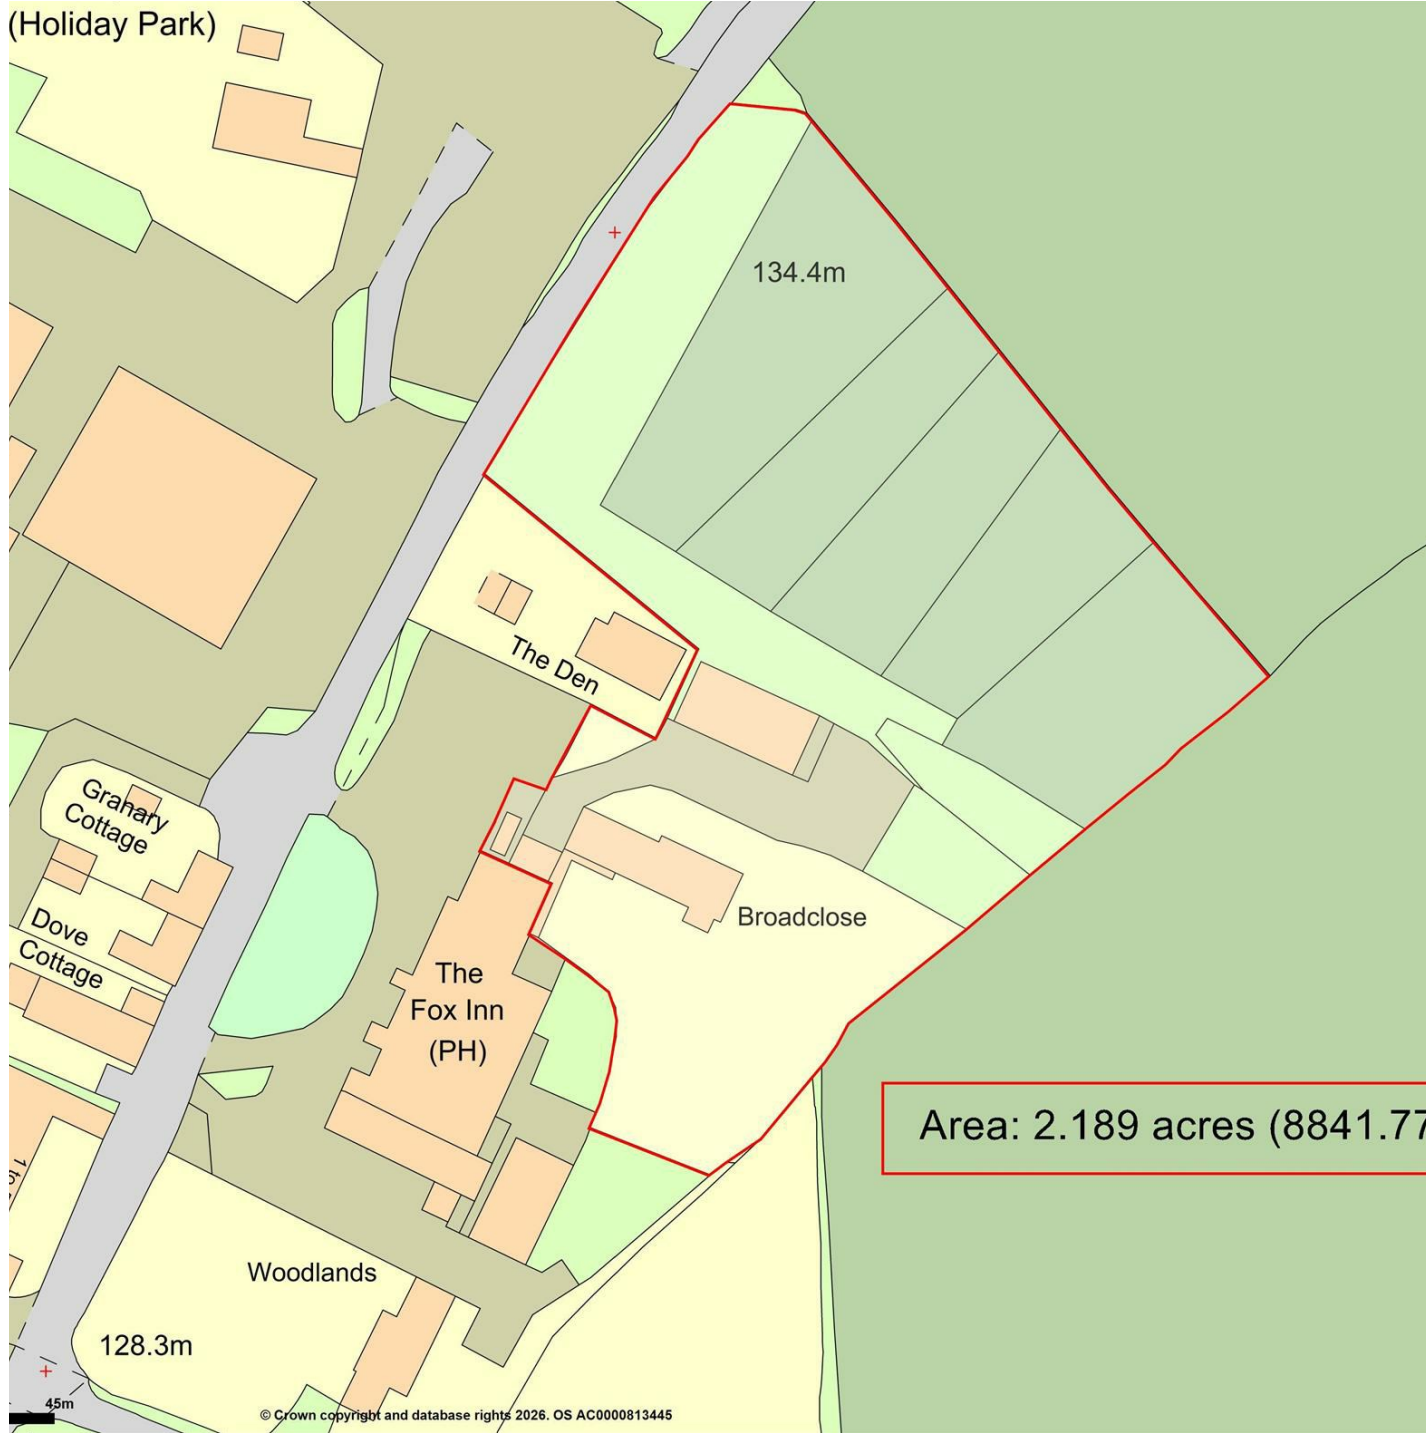 (Holiday Park)
134.4m
The Den
Granary
Cottage
Dove
Cottage
Broadclose
The
Fox Inn
(PH)
Area: 2.189 acres (8841.77
Woodlands
128.3m
45m
© Crown copyright and database rights 2026. OS AC0000813445